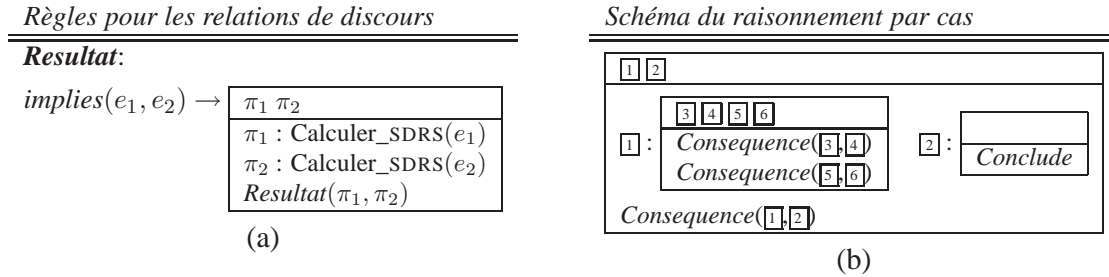 Règles pour les relations de discours
Resultat:
implies(e₁, e₂) →
π₁ π₂
π₁ : Calculer_SDRS(e₁)
π₂ : Calculer_SDRS(e₂)
Resultat(π₁, π₂)
(a)
Schéma du raisonnement par cas
1 2
3 4 5 6
1 : Consequence(3,4)
Consequence(5,6)
2 : Conclude
Consequence(1,2)
(b)